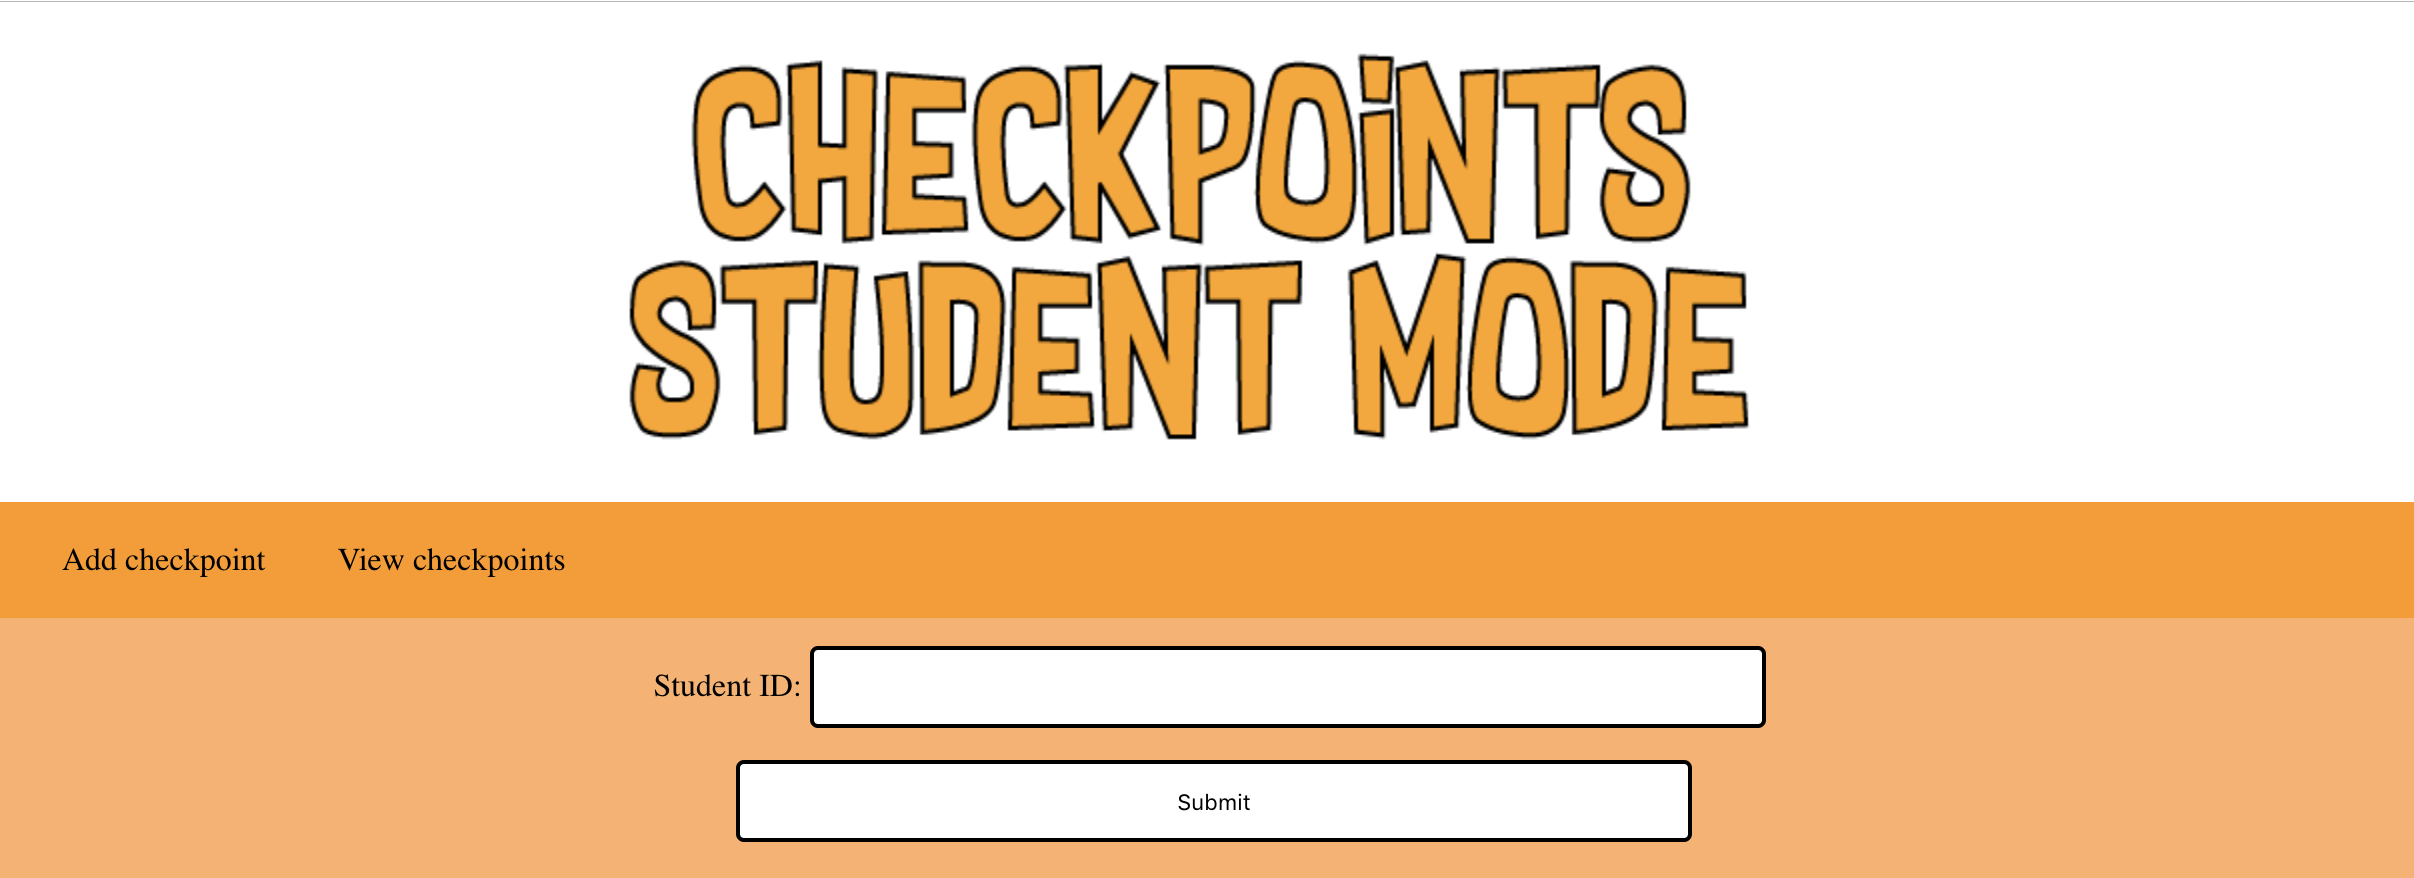 CHECKPOiNTS
STUDENT MODE
Add checkpoint View checkpoints
Student ID:
Submit